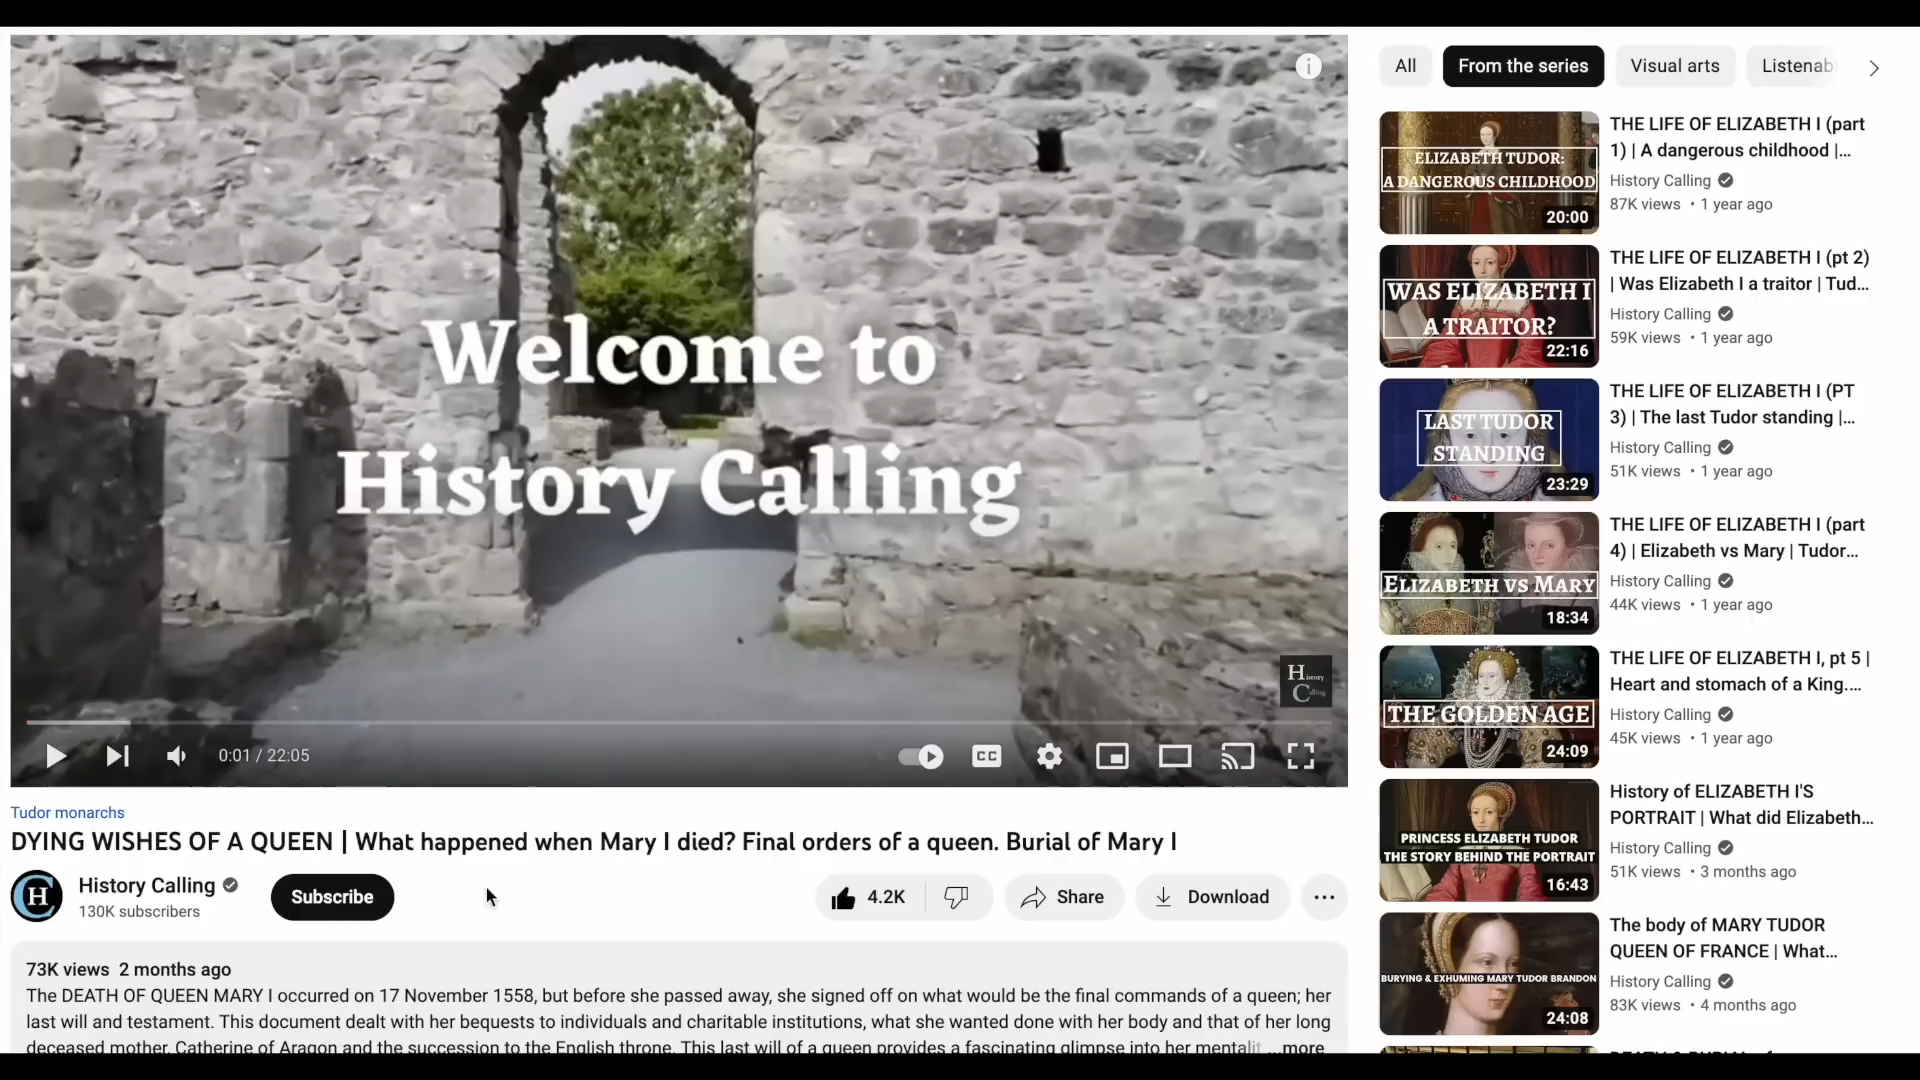 Welcome to
History Calling
History
Calling
0:01 / 22:05
CC
Tudor monarchs
DYING WISHES OF A QUEEN | What happened when Mary I died? Final orders of a queen. Burial of Mary I
H
C
History Calling
130K subscribers
Subscribe
4.2K
Share
Download
73K views 2 months ago
The DEATH OF QUEEN MARY I occurred on 17 November 1558, but before she passed away, she signed off on what would be the final commands of a queen; her
last will and testament. This document dealt with her bequests to individuals and charitable institutions, what she wanted done with her body and that of her long
deceased mother, Catherine of Aragon and the succession to the English throne. This last will of a queen provides a fascinating glimpse into her mentalit ...more
All
From the series
Visual arts
Listenab
ELIZABETH TUDOR:
A DANGEROUS CHILDHOOD
20:00
THE LIFE OF ELIZABETH I (part
1) | A dangerous childhood |...
History Calling
87K views • 1 year ago
WAS ELIZABETH I
A TRAITOR?
22:16
THE LIFE OF ELIZABETH I (pt 2)
| Was Elizabeth I a traitor | Tud...
History Calling
59K views • 1 year ago
LAST TUDOR
STANDING
23:29
THE LIFE OF ELIZABETH I (PT
3) | The last Tudor standing |...
History Calling
51K views • 1 year ago
ELIZABETH VS MARY
18:34
THE LIFE OF ELIZABETH I (part
4) | Elizabeth vs Mary | Tudor...
History Calling
44K views • 1 year ago
THE GOLDEN AGE
24:09
THE LIFE OF ELIZABETH I, pt 5 |
Heart and stomach of a King....
History Calling
45K views • 1 year ago
PRINCESS ELIZABETH TUDOR
THE STORY BEHIND THE PORTRAIT
16:43
History of ELIZABETH I'S
PORTRAIT | What did Elizabeth...
History Calling
51K views • 3 months ago
BURYING & EXHUMING MARY TUDOR BRANDON
24:08
The body of MARY TUDOR
QUEEN OF FRANCE | What...
History Calling
83K views • 4 months ago